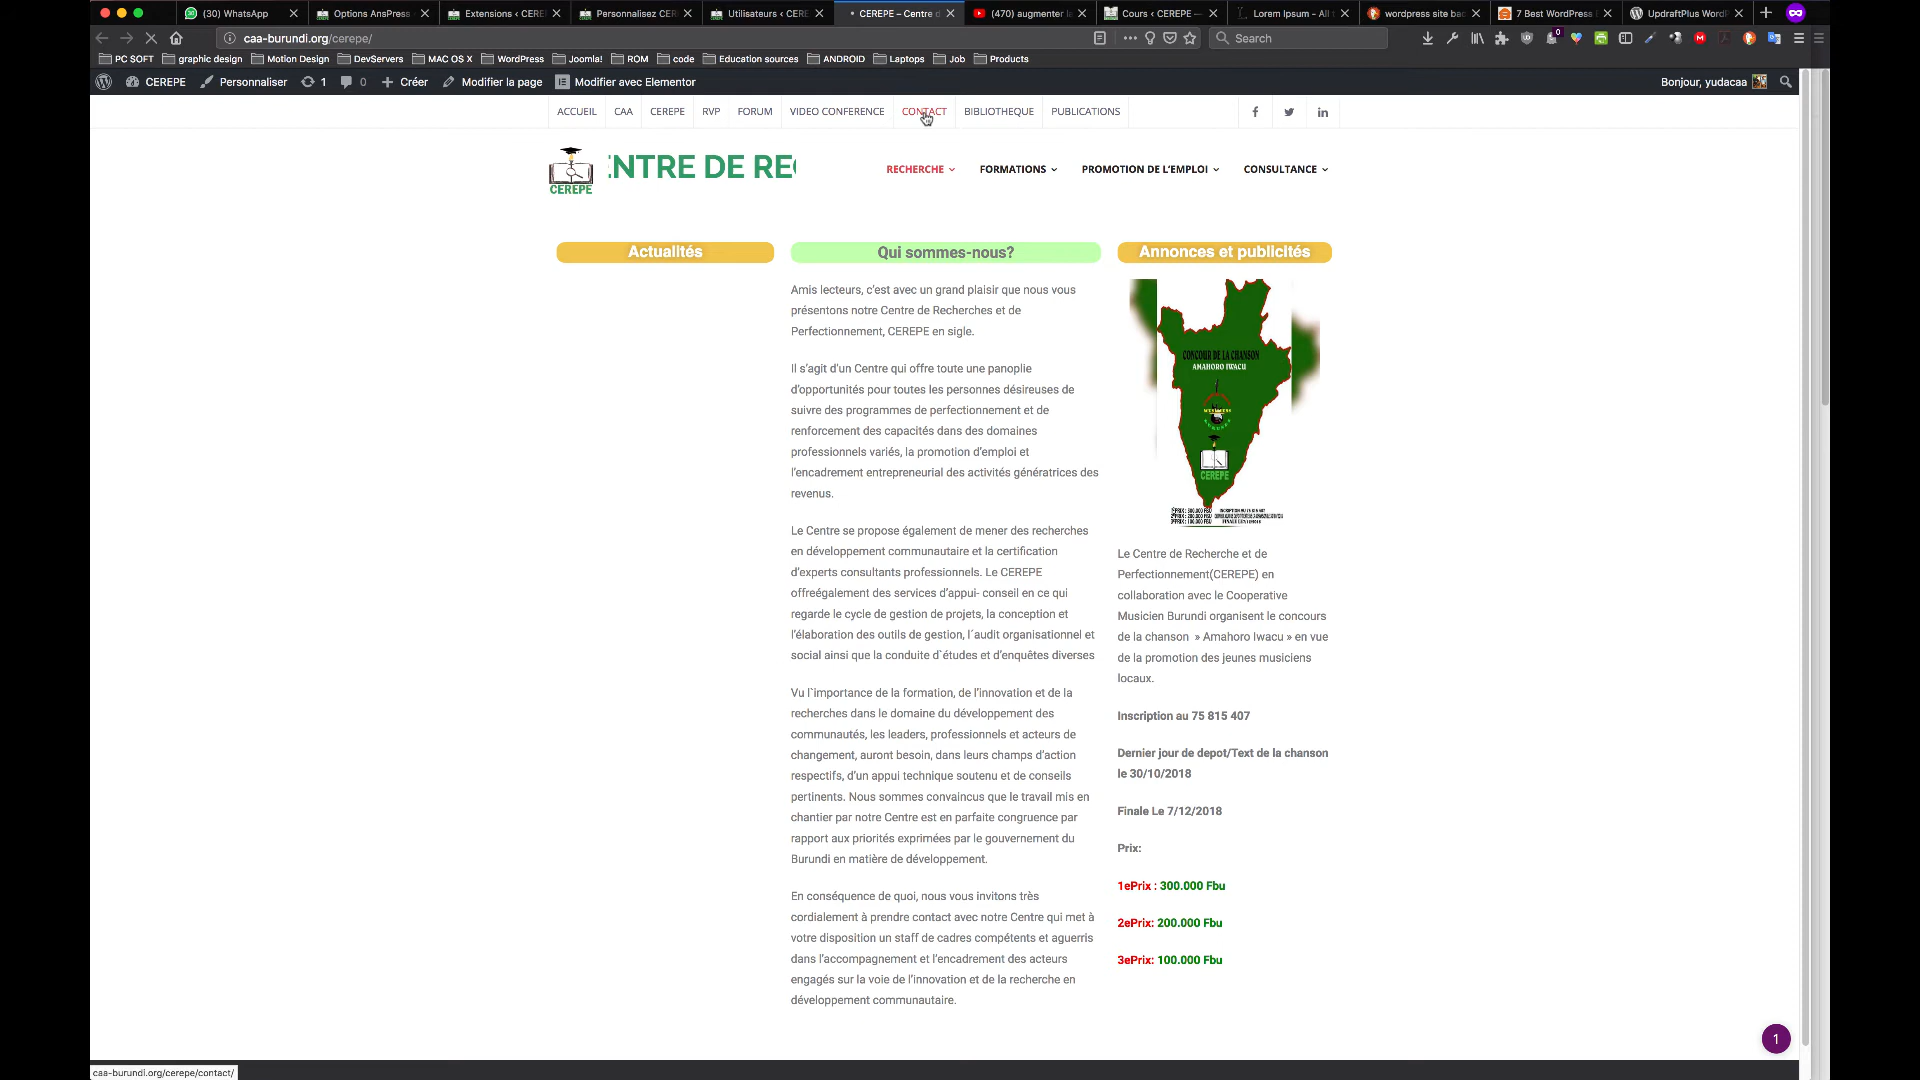 (30) WhatsApp
Options AnsPress
Extensions ‹ CERE
Personnalisez CER
Utilisateurs ‹ CERE
CEREPE – Centre d
(470) augmenter la
Cours ‹ CEREPE —
Lorem Ipsum - All t
wordpress site bac
7 Best WordPress
UpdraftPlus WordP
caa-burundi.org/cerepe/
Search
0
PC SOFT graphic design Motion Design DevServers MAC OS X WordPress Joomla! ROM code Education sources ANDROID Laptops Job Products
CEREPE Personnaliser 1 0 Créer Modifier la page Modifier avec Elementor Bonjour, yudacaa
ACCUEIL CAA CEREPE RVP FORUM VIDEO CONFERENCE CONTACT BIBLIOTHEQUE PUBLICATIONS
CEREPE
ENTRE DE REC
RECHERCHE FORMATIONS PROMOTION DE L’EMPLOI CONSULTANCE
Actualités
Qui sommes-nous?
Amis lecteurs, c’est avec un grand plaisir que nous vous
présentons notre Centre de Recherches et de
Perfectionnement, CEREPE en sigle.
Il s’agit d’un Centre qui offre toute une panoplie
d’opportunités pour toutes les personnes désireuses de
suivre des programmes de perfectionnement et de
renforcement des capacités dans des domaines
professionnels variés, la promotion d’emploi et
l’encadrement entrepreneurial des activités génératrices des
revenus.
Le Centre se propose également de mener des recherches
en développement communautaire et la certification
d’experts consultants professionnels. Le CEREPE
offreégalement des services d’appui- conseil en ce qui
regarde le cycle de gestion de projets, la conception et
l’élaboration des outils de gestion, l´audit organisationnel et
social ainsi que la conduite d`études et d’enquêtes diverses
Vu l`importance de la formation, de l’innovation et de la
recherches dans le domaine du développement des
communautés, les leaders, professionnels et acteurs de
changement, auront besoin, dans leurs champs d’action
respectifs, d’un appui technique soutenu et de conseils
pertinents. Nous sommes convaincus que le travail mis en
chantier par notre Centre est en parfaite congruence par
rapport aux priorités exprimées par le gouvernement du
Burundi en matière de développement.
En conséquence de quoi, nous vous invitons très
cordialement à prendre contact avec notre Centre qui met à
votre disposition un staff de cadres compétents et aguerris
dans l’accompagnement et l’encadrement des acteurs
engagés sur la voie de l’innovation et de la recherche en
développement communautaire.
Annonces et publicités
CONCOUR DE LA CHANSON
AMAHORO IWACU
CEREPE
Le Centre de Recherche et de
Perfectionnement(CEREPE) en
collaboration avec le Cooperative
Musicien Burundi organisent le concours
de la chanson » Amahoro Iwacu » en vue
de la promotion des jeunes musiciens
locaux.
Inscription au 75 815 407
Dernier jour de depot/Text de la chanson
le 30/10/2018
Finale Le 7/12/2018
Prix:
1ePrix : 300.000 Fbu
2ePrix: 200.000 Fbu
3ePrix: 100.000 Fbu
1
caa-burundi.org/cerepe/contact/